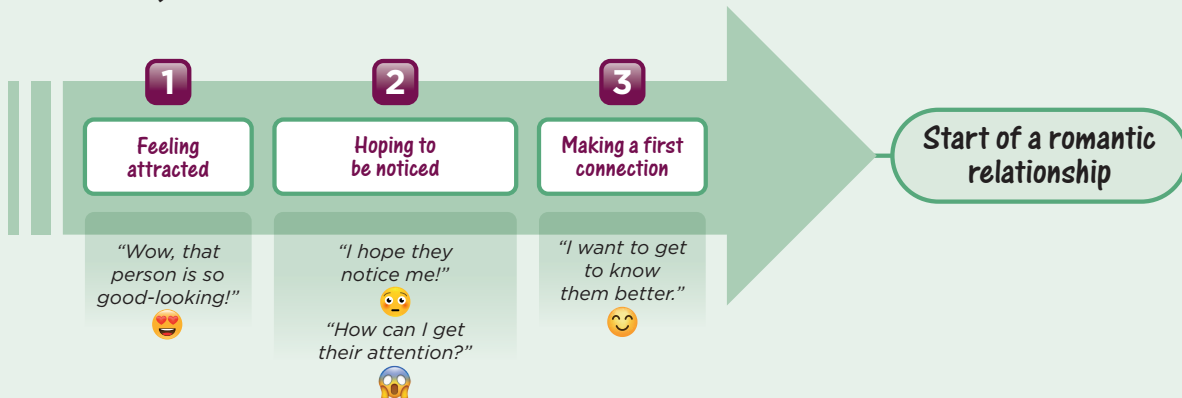 1
Feeling
attracted
“Wow, that
person is so
good-looking!”
2
Hoping to
be noticed
“I hope they
notice me!”
“How can I get
their attention?”
3
Making a first
connection
“I want to get
to know
them better.”
Start of a romantic
relationship